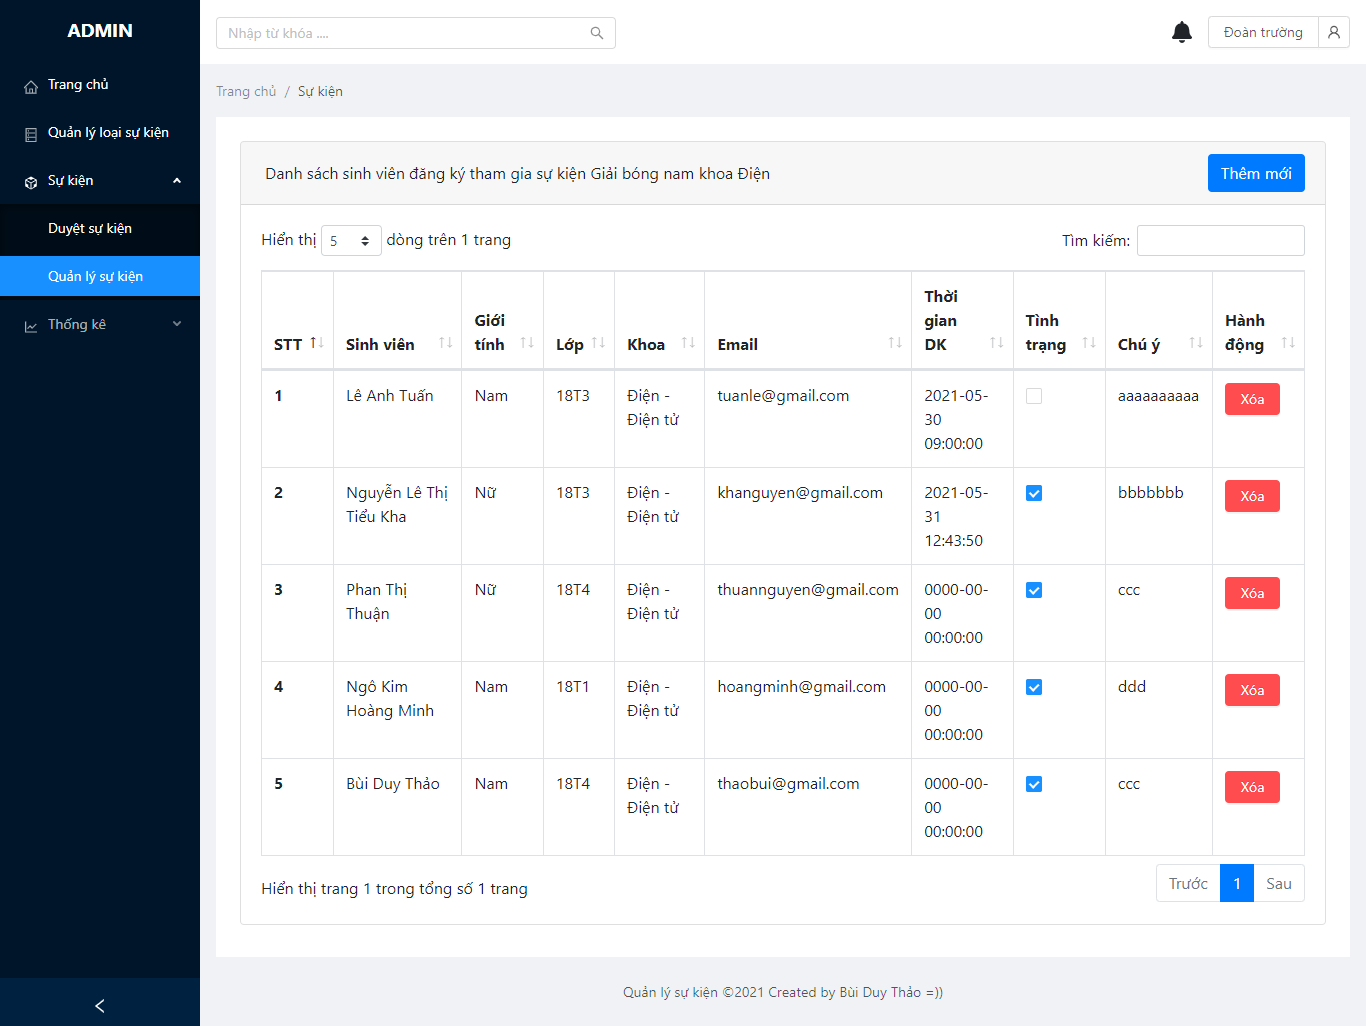 ADMIN
Trang chủ
Quản lý loại sự kiện
Sự kiện
Duyệt sự kiện
Quản lý sự kiện
Thống kê
Nhập từ khóa ....
Đoàn trường
Trang chủ / Sự kiện
Danh sách sinh viên đăng ký tham gia sự kiện Giải bóng nam khoa Điện
Thêm mới
Hiển thị 5 dòng trên 1 trang
Tìm kiếm:
STT
Sinh viên
Giới
tính
Lớp
Khoa
Email
Thời
gian
DK
Tình
trạng
Chú ý
Hành
động
1
Lê Anh Tuấn
Nam
18T3
Điện -
Điện tử
tuanle@gmail.com
2021-05-
30
09:00:00
aaaaaaaaaa
Xóa
2
Nguyễn Lê Thị
Tiểu Kha
Nữ
18T3
Điện -
Điện tử
khanguyen@gmail.com
2021-05-
31
12:43:50
bbbbbbb
Xóa
3
Phan Thị
Thuận
Nữ
18T4
Điện -
Điện tử
thuannguyen@gmail.com
0000-00-
00
00:00:00
ccc
Xóa
4
Ngô Kim
Hoàng Minh
Nam
18T1
Điện -
Điện tử
hoangminh@gmail.com
0000-00-
00
00:00:00
ddd
Xóa
5
Bùi Duy Thảo
Nam
18T4
Điện -
Điện tử
thaobui@gmail.com
0000-00-
00
00:00:00
ccc
Xóa
Hiển thị trang 1 trong tổng số 1 trang
Trước 1 Sau
Quản lý sự kiện ©2021 Created by Bùi Duy Thảo =))